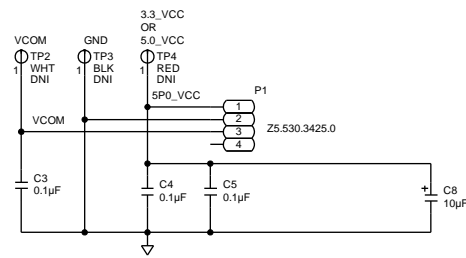 3.3_VCC
OR
VCOM GND 5.0_VCC
TP2 TP3 TP4
1 WHT 1 BLK 1 RED
DNI DNI DNI
5P0_VCC P1
1
2
VCOM 3 Z5.530.3425.0
4
C3 C4 C5 + C8
0.1µF 0.1µF 0.1µF 10µF